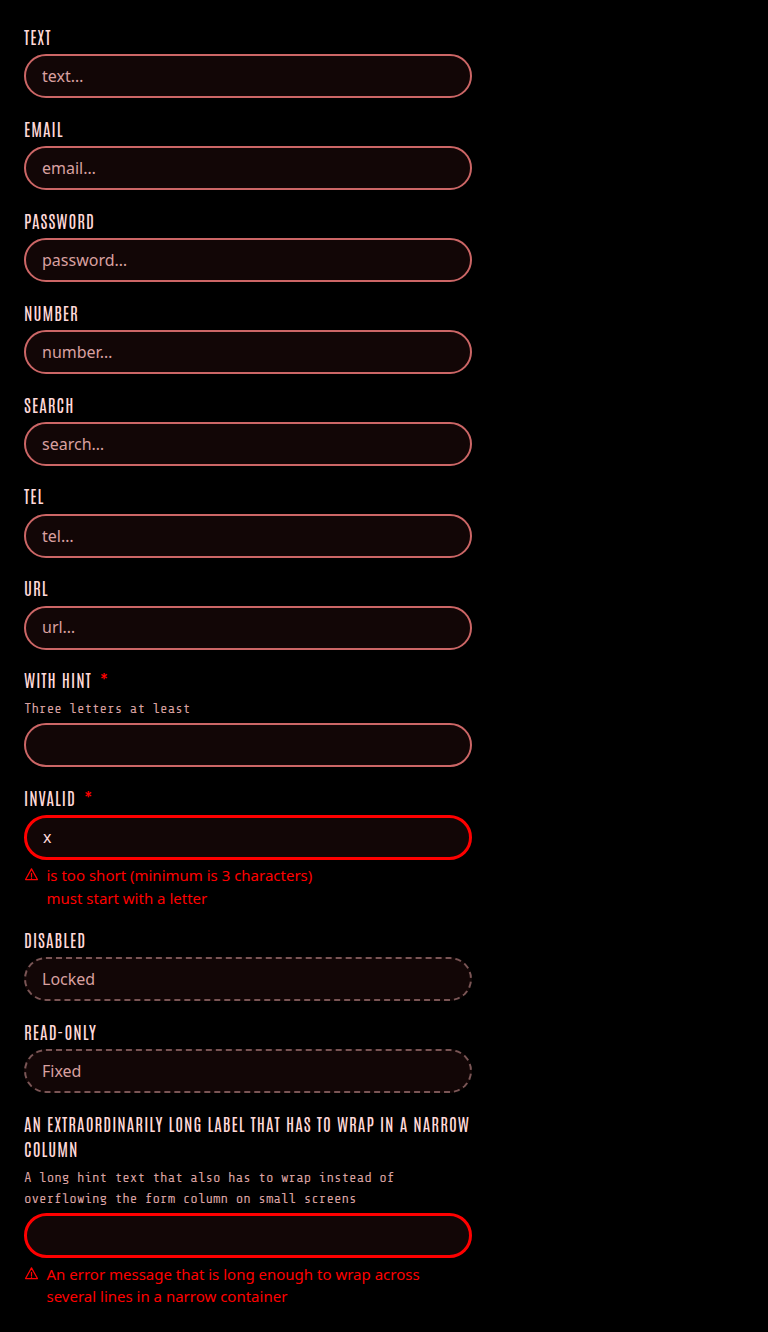 TEXT
text...
EMAIL
email...
PASSWORD
password...
NUMBER
number...
SEARCH
search...
TEL
tel...
URL
url...
WITH HINT *
Three letters at least
INVALID *
x
⚠ is too short (minimum is 3 characters)
must start with a letter
DISABLED
Locked
READ-ONLY
Fixed
AN EXTRAORDINARILY LONG LABEL THAT HAS TO WRAP IN A NARROW
COLUMN
A long hint text that also has to wrap instead of
overflowing the form column on small screens
⚠ An error message that is long enough to wrap across
several lines in a narrow container